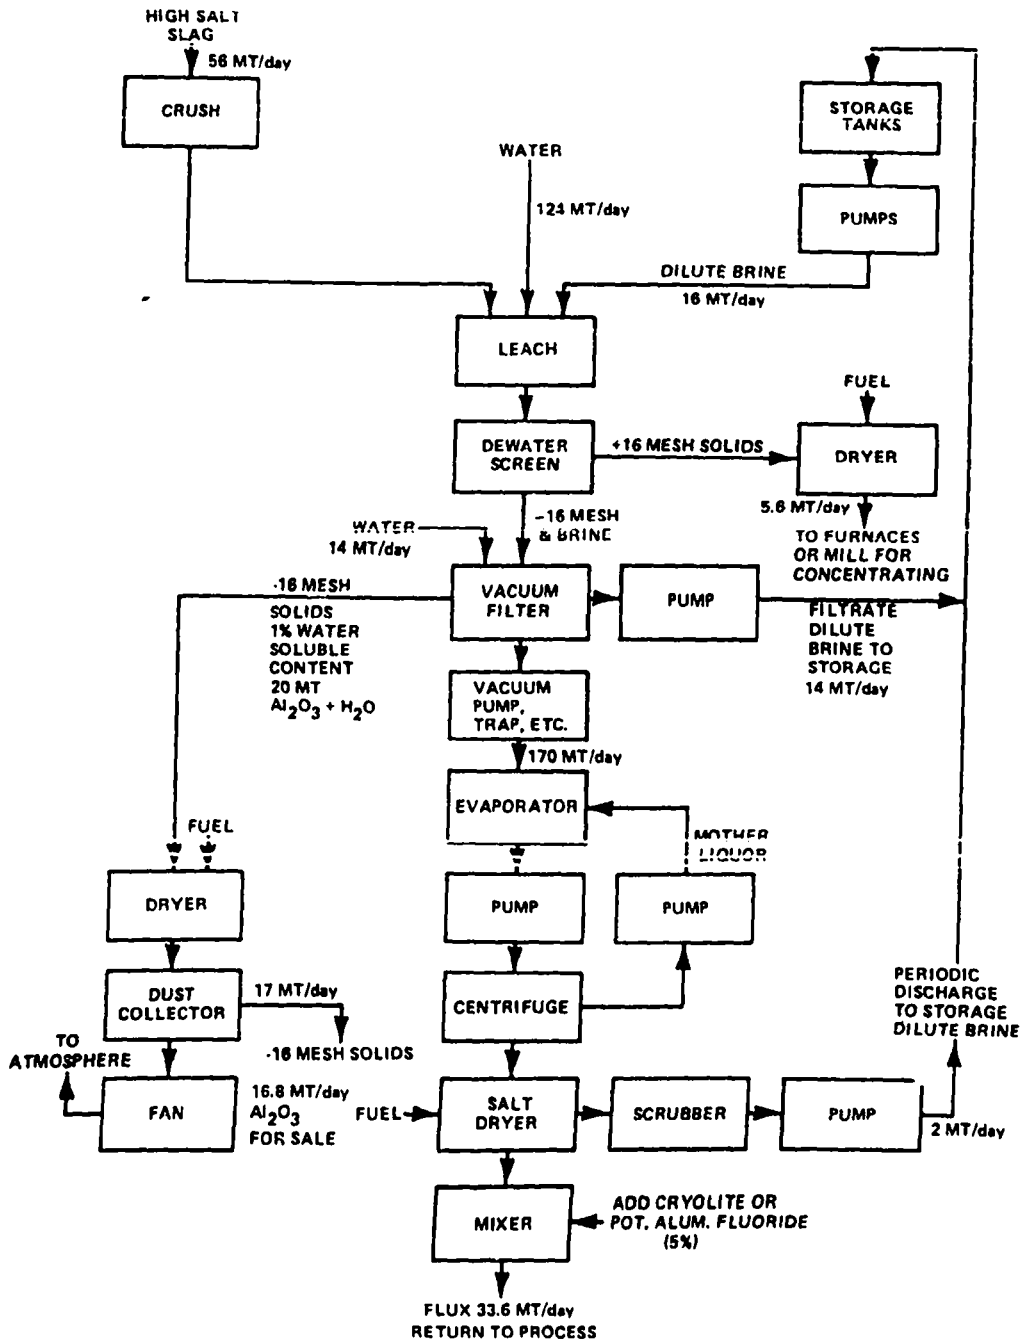 HIGH SALT
SLAG
56 MT/day
CRUSH
STORAGE
TANKS
WATER
124 MT/day
PUMPS
DILUTE BRINE
16 MT/day
LEACH
FUEL
DEWATER
SCREEN
+16 MESH SOLIDS
DRYER
5.6 MT/day
TO FURNACES
OR MILL FOR
CONCENTRATING
-16 MESH
& BRINE
WATER
14 MT/day
-16 MESH
SOLIDS
1% WATER
SOLUBLE
CONTENT
20 MT
Al2O3 + H2O
VACUUM
FILTER
PUMP
FILTRATE
DILUTE
BRINE TO
STORAGE
14 MT/day
VACUUM
PUMP,
TRAP, ETC.
170 MT/day
EVAPORATOR
MOTHER
LIQUOR
FUEL
DRYER
PUMP
PUMP
DUST
COLLECTOR
17 MT/day
-16 MESH SOLIDS
CENTRIFUGE
PERIODIC
DISCHARGE
TO STORAGE
DILUTE BRINE
TO
ATMOSPHERE
FAN
16.8 MT/day
Al2O3
FOR SALE
FUEL
SALT
DRYER
SCRUBBER
PUMP
2 MT/day
MIXER
ADD CRYOLITE OR
POT. ALUM. FLUORIDE
(5%)
FLUX 33.6 MT/day
RETURN TO PROCESS